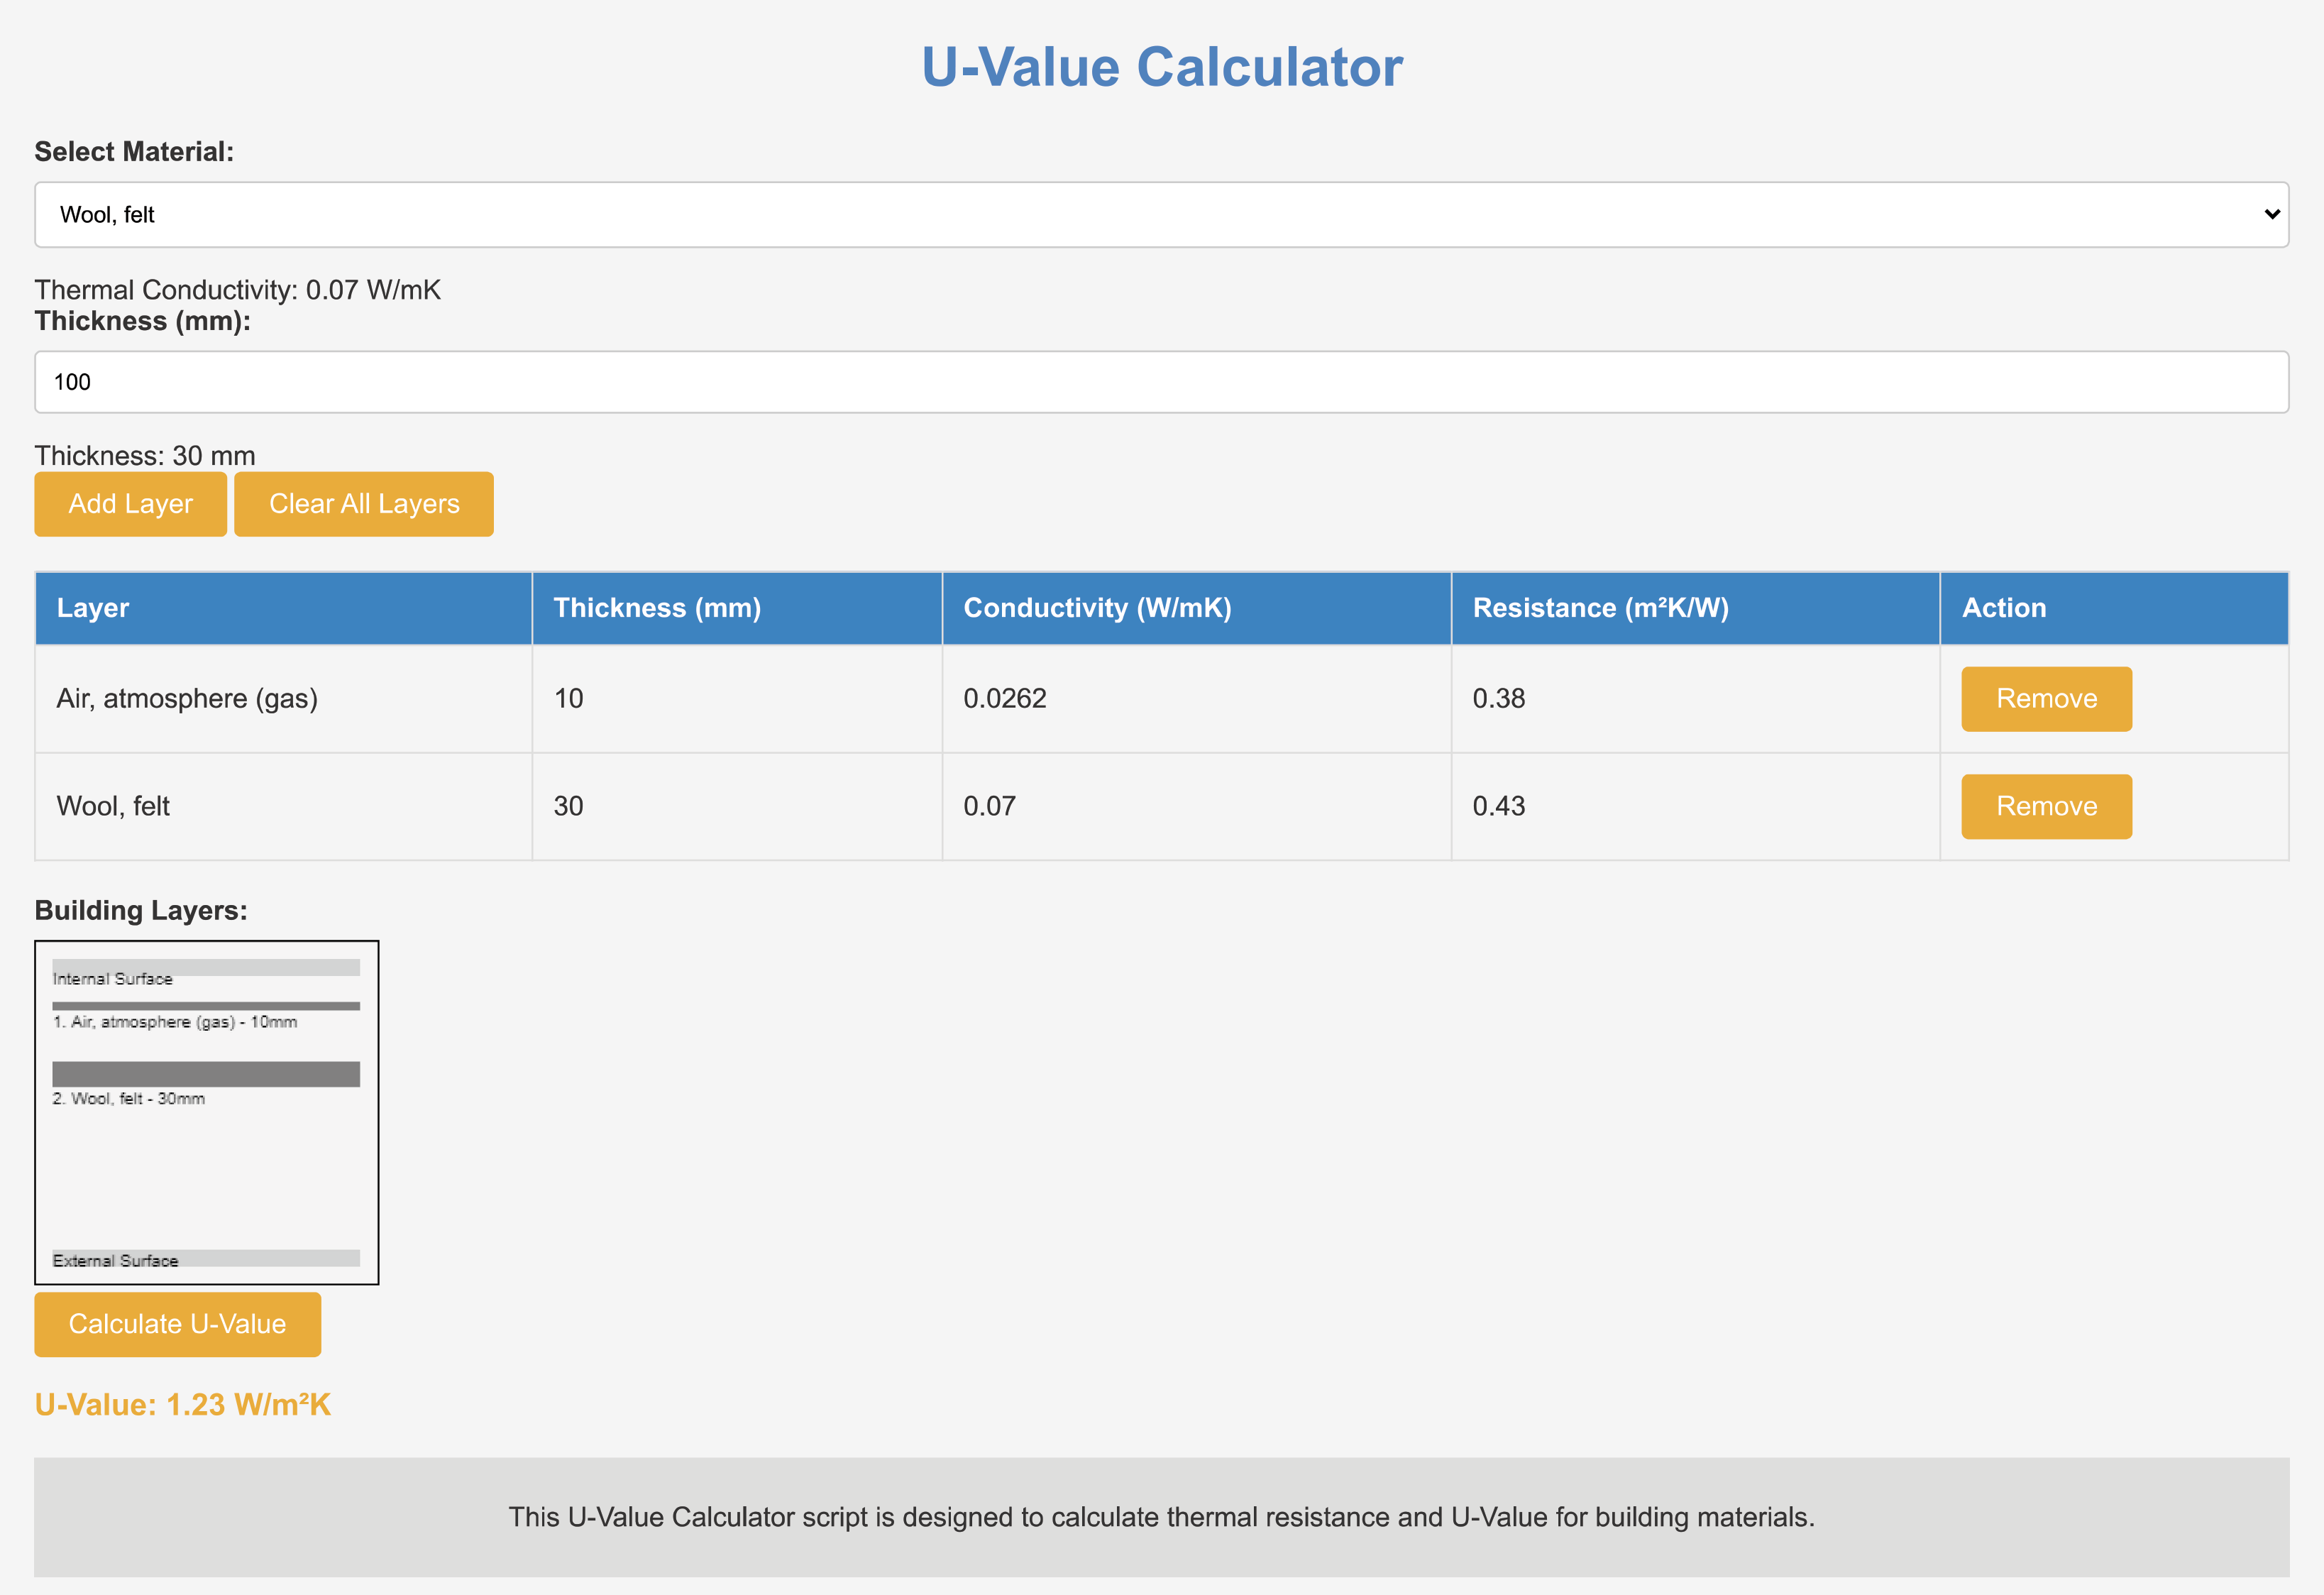 U-Value Calculator
Select Material:
Wool, felt
Thermal Conductivity: 0.07 W/mK
Thickness (mm):
100
Thickness: 30 mm
Add Layer Clear All Layers
Layer Thickness (mm) Conductivity (W/mK) Resistance (m²K/W) Action
Air, atmosphere (gas) 10 0.0262 0.38 Remove
Wool, felt 30 0.07 0.43 Remove
Building Layers:
Internal Surface
1. Air, atmosphere (gas) - 10mm
2. Wool, felt - 30mm
External Surface
Calculate U-Value
U-Value: 1.23 W/m²K
This U-Value Calculator script is designed to calculate thermal resistance and U-Value for building materials.